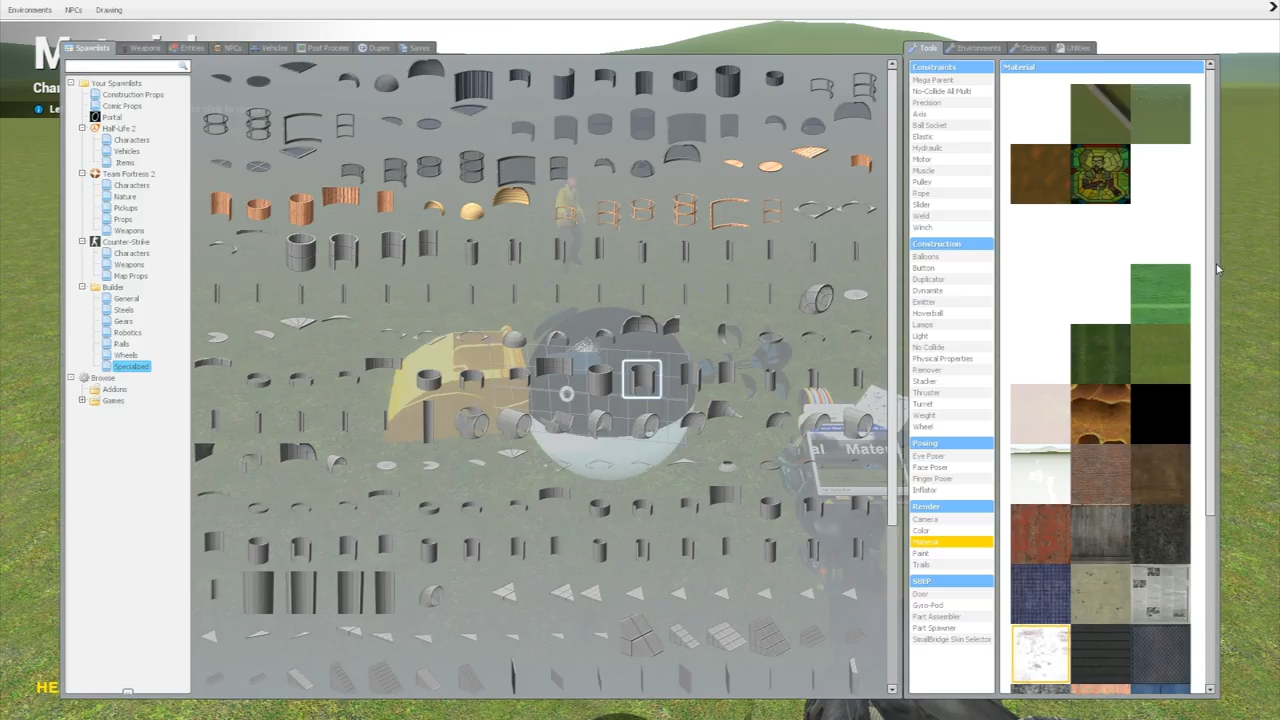 Environments NPCs Drawing
Spawnlists Weapons Entities NPCs Vehicles Post Process Dupes Saves
Your Spawnlists
Construction Props
Comic Props
Portal
Half-Life 2
Characters
Vehicles
Items
Team Fortress 2
Characters
Nature
Pickups
Props
Weapons
Counter-Strike
Characters
Weapons
Map Props
Builder
General
Steels
Gears
Robotics
Rails
Wheels
Specialized
Browse
Addons
Games
Tools Environments Options Utilities
Constraints
Mega Parent
No-Collide All Multi
Precision
Axis
Ball Socket
Elastic
Hydraulic
Motor
Muscle
Pulley
Rope
Slider
Weld
Winch
Construction
Balloons
Button
Duplicator
Dynamite
Emitter
Hoverball
Lamps
Light
No Collide
Physical Properties
Remover
Stacker
Thruster
Turret
Weight
Wheel
Posing
Eye Poser
Face Poser
Finger Poser
Inflator
Render
Camera
Color
Material
Paint
Trails
SBEP
Door
Gyro-Pod
Part Assembler
Part Spawner
SmallBridge Skin Selector
Material
HE